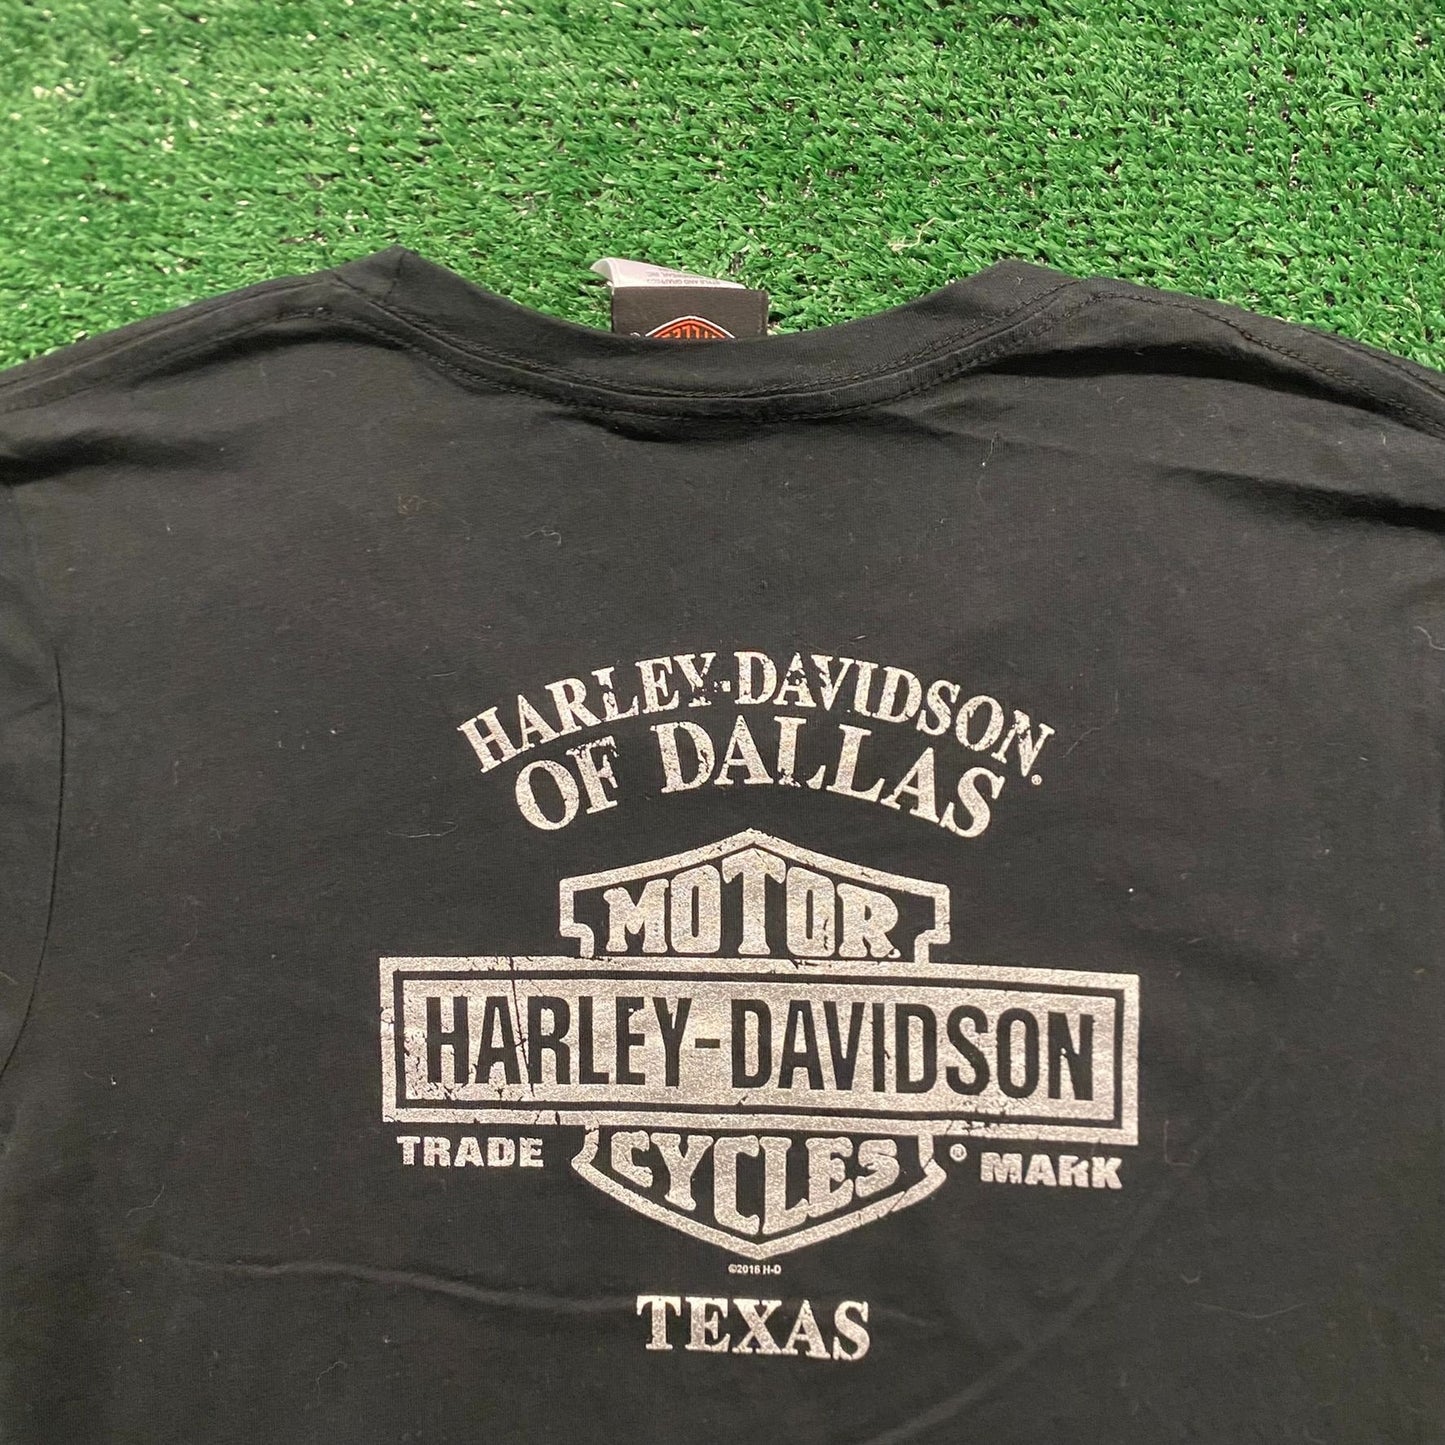 HARLEY-DAVIDSON®
OF DALLAS
MOTOR
HARLEY-DAVIDSON
CYCLES
TRADE ® MARK
©2016 H-D
TEXAS